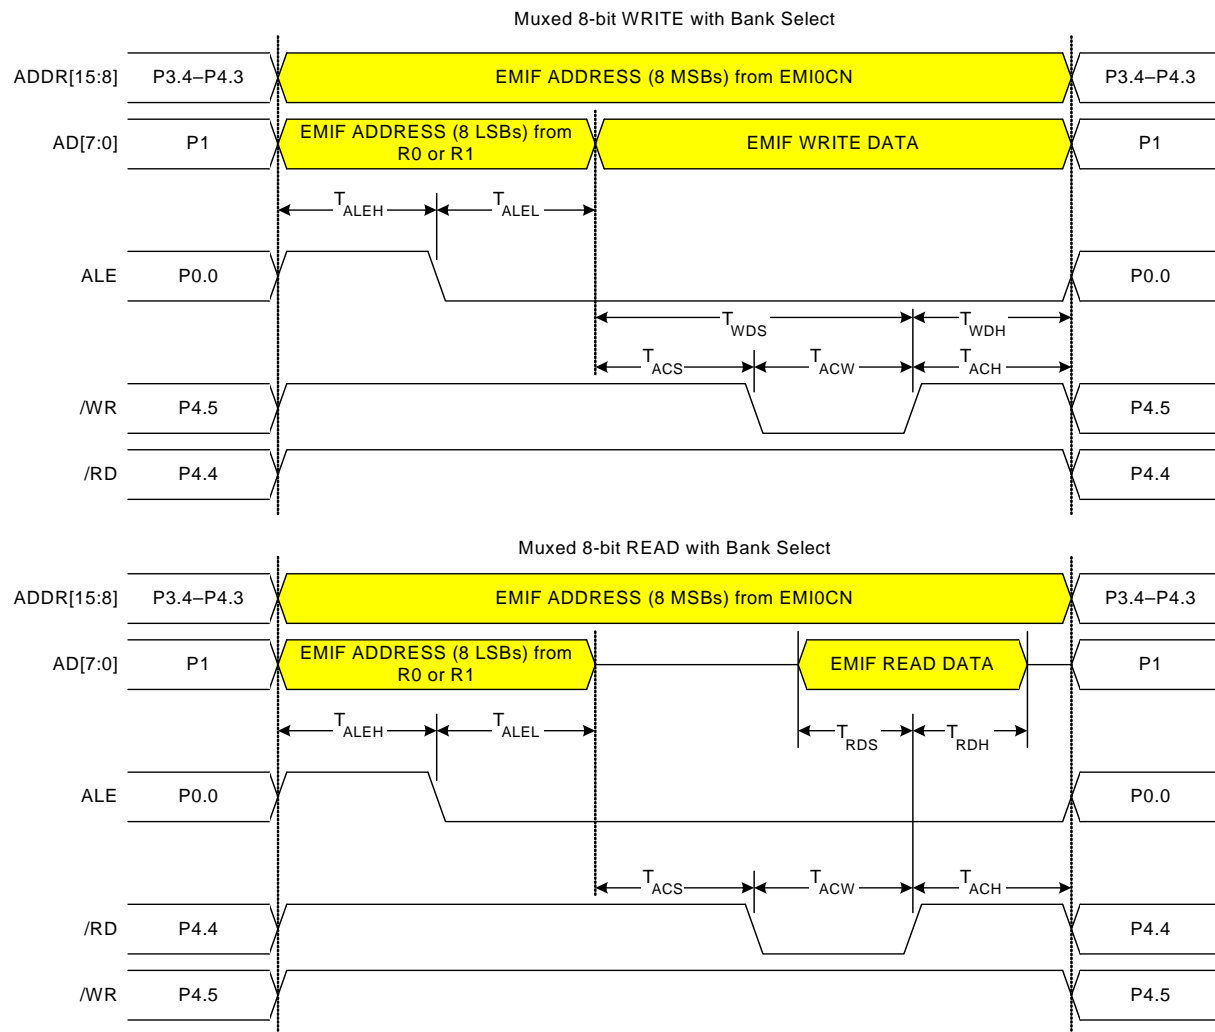 Muxed 8-bit WRITE with Bank Select
ADDR[15:8] P3.4–P4.3 EMIF ADDRESS (8 MSBs) from EMI0CN P3.4–P4.3
AD[7:0] P1 EMIF ADDRESS (8 LSBs) from
R0 or R1 EMIF WRITE DATA P1
TALEH TALEL
ALE P0.0 P0.0
TWDS TWDH
TACS TACW TACH
/WR P4.5 P4.5
/RD P4.4 P4.4
Muxed 8-bit READ with Bank Select
ADDR[15:8] P3.4–P4.3 EMIF ADDRESS (8 MSBs) from EMI0CN P3.4–P4.3
AD[7:0] P1 EMIF ADDRESS (8 LSBs) from
R0 or R1 EMIF READ DATA P1
TALEH TALEL TRDS TRDH
ALE P0.0 P0.0
TACS TACW TACH
/RD P4.4 P4.4
/WR P4.5 P4.5